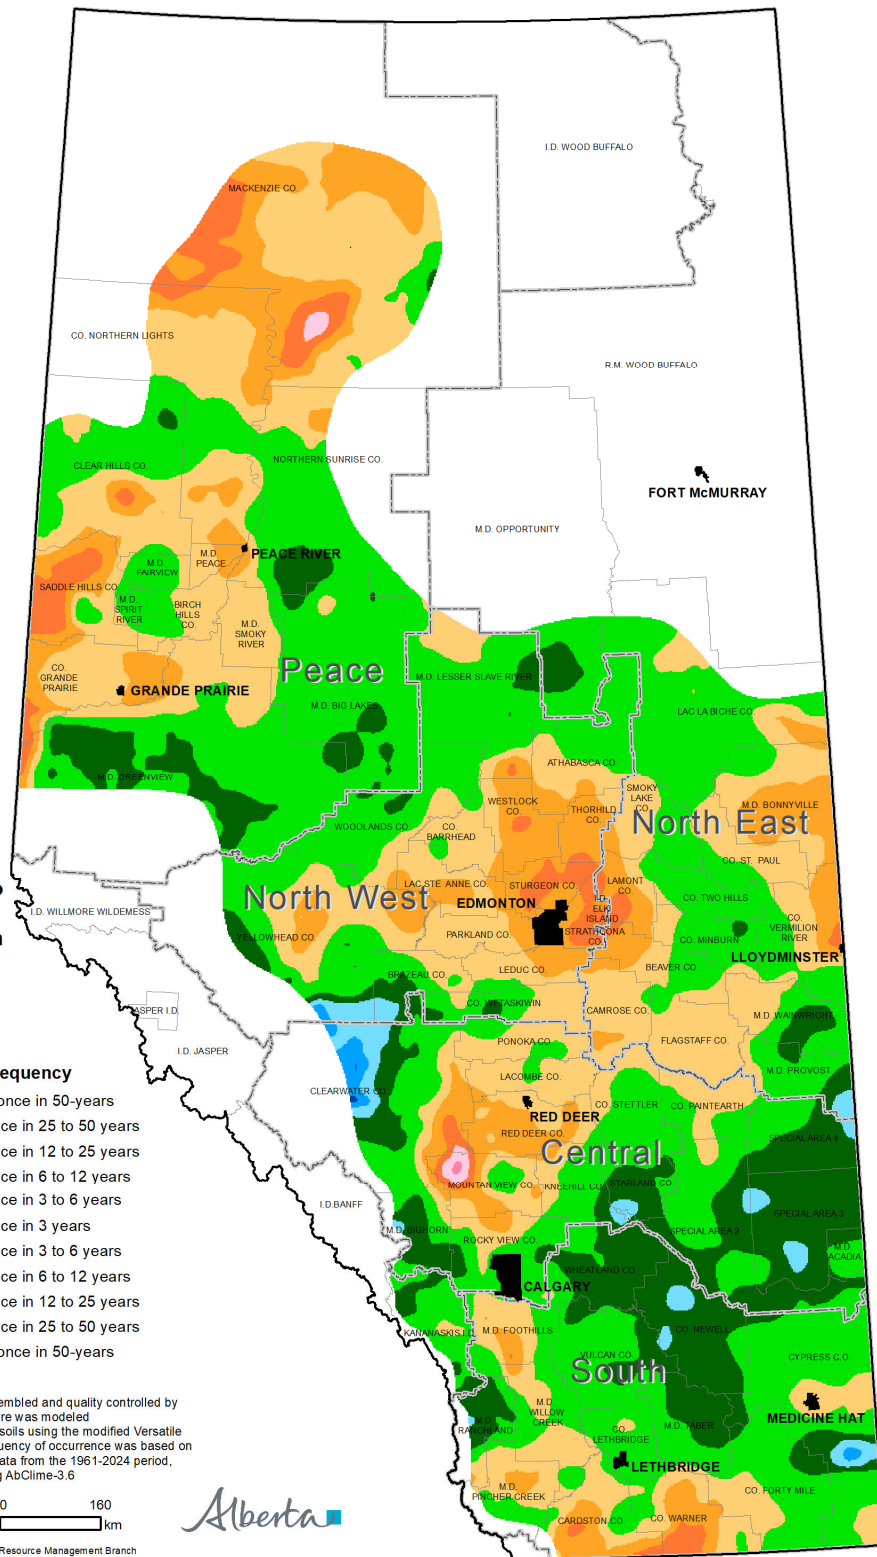 I.D. WOOD BUFFALO
MACKENZIE CO.
CO. NORTHERN LIGHTS
R.M. WOOD BUFFALO
CLEAR HILLS CO.
NORTHERN SUNRISE CO.
FORT McMURRAY
M.D. OPPORTUNITY
PEACE RIVER
M.D.
PEACE
M.D.
FAIRVIEW
SADDLE HILLS CO.
M.D.
SPIRIT
RIVER
BIRCH
HILLS
CO.
M.D.
SMOKY
RIVER
Peace
CO.
GRANDE
PRAIRIE
GRANDE PRAIRIE
M.D. LESSER SLAVE RIVER
M.D. BIG LAKES
LAC LA BICHE CO.
M.D. GREENVIEW
ATHABASCA CO.
SMOKY
LAKE
CO.
WESTLOCK
CO.
THORHILD
CO.
M.D. BONNYVILLE
WOODLANDS CO.
CO.
BARRHEAD
North East
CO. ST. PAUL
North West
LAC STE ANNE CO.
STURGEON CO.
LAMONT
CO.
EDMONTON
I.D.
ELK
ISLAND
CO. TWO HILLS
I.D. WILLMORE WILDEMESS
YELLOWHEAD CO.
PARKLAND CO.
STRATHCONA
CO.
CO. MINBURN
CO.
VERMILION
RIVER
LLOYDMINSTER
BRAZEAU CO.
LEDUC CO.
BEAVER CO.
JASPER I.D.
CO. WETASKIWIN
CAMROSE CO.
M.D. WAINWRIGHT
I.D. JASPER
PONOKA CO.
FLAGSTAFF CO.
M.D. PROVOST
LACOMBE CO.
CLEARWATER CO.
CO. STETTLER
CO. PAINTEARTH
RED DEER
RED DEER CO.
SPECIAL AREA 4
Central
MOUNTAN VIEW CO.
KNEEHILL CO.
STARLAND CO.
I.D.BANFF
SPECIAL AREA 3
M.D. BIGHORN
SPECIAL AREA 2
ROCKY VIEW CO.
M.D.
ACADIA
WHEATLAND CO.
CALGARY
KANANASKIS I.D.
M.D. FOOTHILLS
CO. NEWELL
VULCAN CO.
CYPRESS C.O.
South
M.D.
WILLOW
CREEK
M.D.
RANCHLAND
MEDICINE HAT
CO.
LETHBRIDGE
M.D. TABER
LETHBRIDGE
M.D.
PINCHER CREEK
CO. FORTY MILE
CARDSTON CO.
CO. WARNER
equency
once in 50-years
ce in 25 to 50 years
ce in 12 to 25 years
ce in 6 to 12 years
ce in 3 to 6 years
ce in 3 years
ce in 3 to 6 years
ce in 6 to 12 years
ce in 12 to 25 years
ce in 25 to 50 years
once in 50-years
embled and quality controlled by
re was modeled
soils using the modified Versatile
uency of occurrence was based on
ata from the 1961-2024 period,
g AbClime-3.6
0 160
km
Alberta
Resource Management Branch